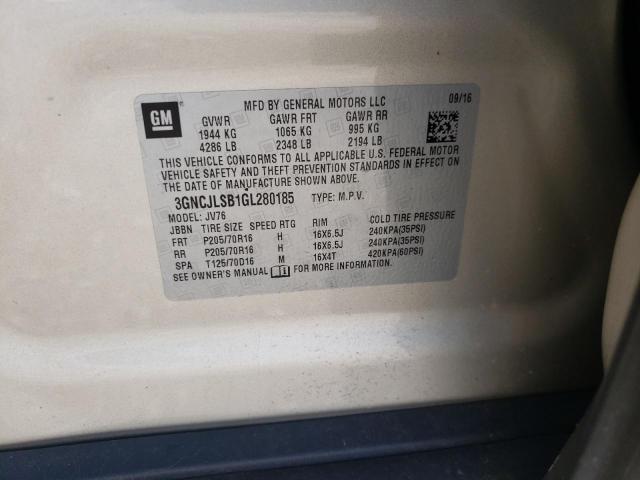 GM
MFD BY GENERAL MOTORS LLC 09/16
GVWR GAWR FRT GAWR RR
1944 KG 1065 KG 995 KG
4286 LB 2348 LB 2194 LB
THIS VEHICLE CONFORMS TO ALL APPLICABLE U.S. FEDERAL MOTOR
VEHICLE SAFETY AND THEFT PREVENTION STANDARDS IN EFFECT ON
THE DATE OF MANUFACTURE SHOWN ABOVE.
3GNCJLSB1GL280185 TYPE: M.P.V.
MODEL: JV76
JBBN TIRE SIZE SPEED RTG RIM COLD TIRE PRESSURE
FRT P205/70R16 H 16X6.5J 240KPA(35PSI)
RR P205/70R16 H 16X6.5J 240KPA(35PSI)
SPA T125/70D16 M 16X4T 420KPA(60PSI)
SEE OWNER'S MANUAL FOR MORE INFORMATION.